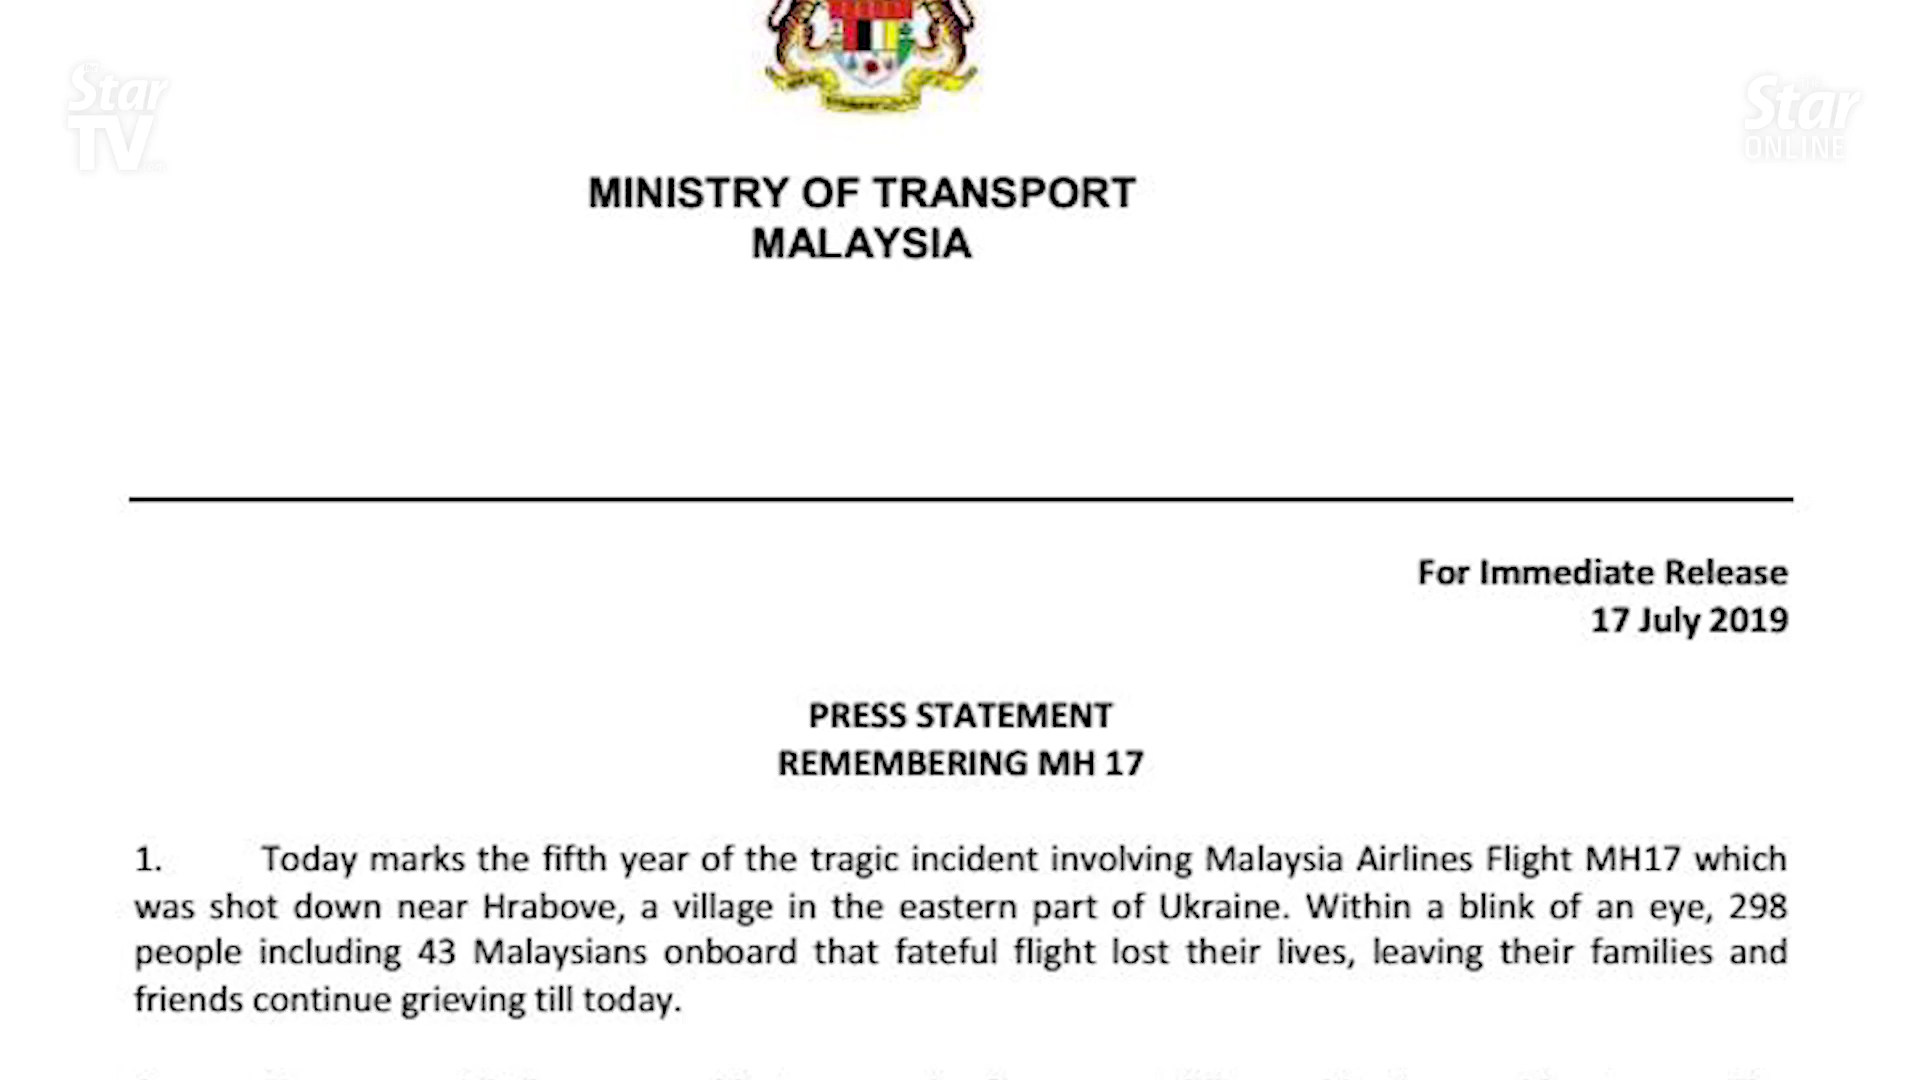 Star
TV
Star
ONLINE
MINISTRY OF TRANSPORT
MALAYSIA
For Immediate Release
17 July 2019
PRESS STATEMENT
REMEMBERING MH 17
1. Today marks the fifth year of the tragic incident involving Malaysia Airlines Flight MH17 which
was shot down near Hrabove, a village in the eastern part of Ukraine. Within a blink of an eye, 298
people including 43 Malaysians onboard that fateful flight lost their lives, leaving their families and
friends continue grieving till today.